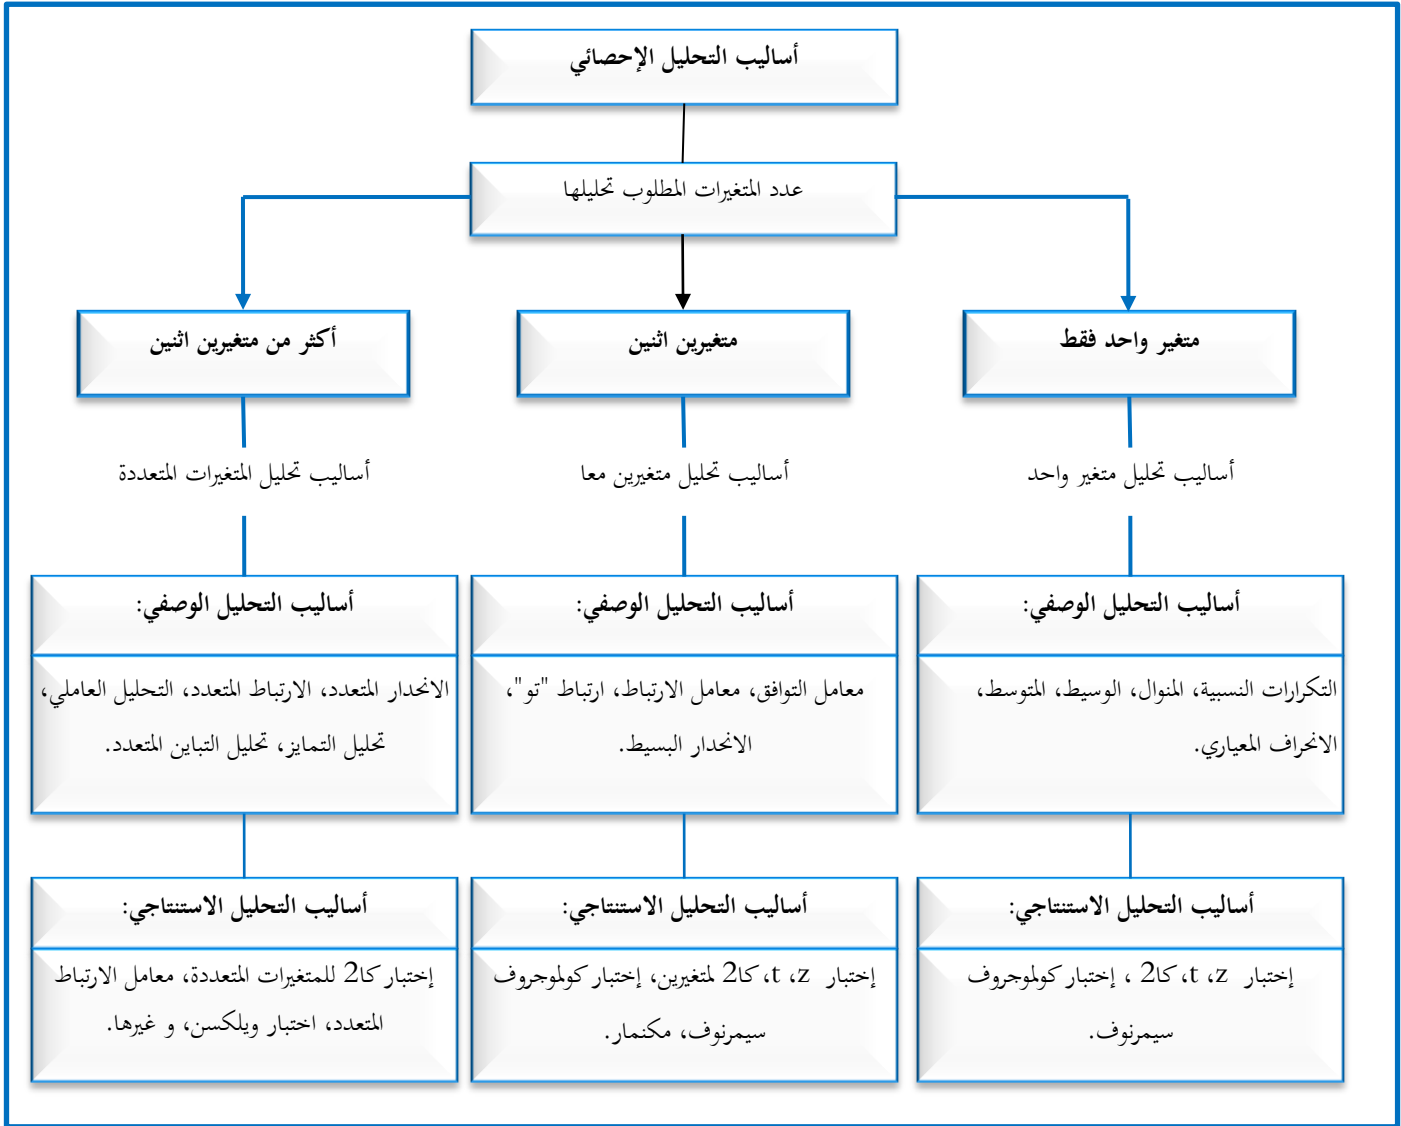 أساليب التحليل الإحصائي
عدد المتغيرات المطلوب تحليلها
متغير واحد فقط
متغيرين اثنين
أكثر من متغيرين اثنين
أساليب تحليل متغير واحد
أساليب تحليل متغيرين معا
أساليب تحليل المتغيرات المتعددة
أساليب التحليل الوصفي:
التكرارات النسبية، المنوال، الوسيط، المتوسط،
الانحراف المعياري.
أساليب التحليل الوصفي:
معامل التوافق، معامل الارتباط، ارتباط "تو"،
الانحدار البسيط.
أساليب التحليل الوصفي:
الانحدار المتعدد، الارتباط المتعدد، التحليل العاملي،
تحليل التمايز، تحليل التباين المتعدد.
أساليب التحليل الاستنتاجي:
إختبار t ،z، كا2 ، إختبار كولموجروف
سيمرنوف.
أساليب التحليل الاستنتاجي:
إختبار t ،z، كا2 لمتغيرين، إختبار كولموجروف
سيمرنوف، مكنمار.
أساليب التحليل الاستنتاجي:
إختبار كا2 للمتغيرات المتعددة، معامل الارتباط
المتعدد، اختبار ويلكسن، و غيرها.